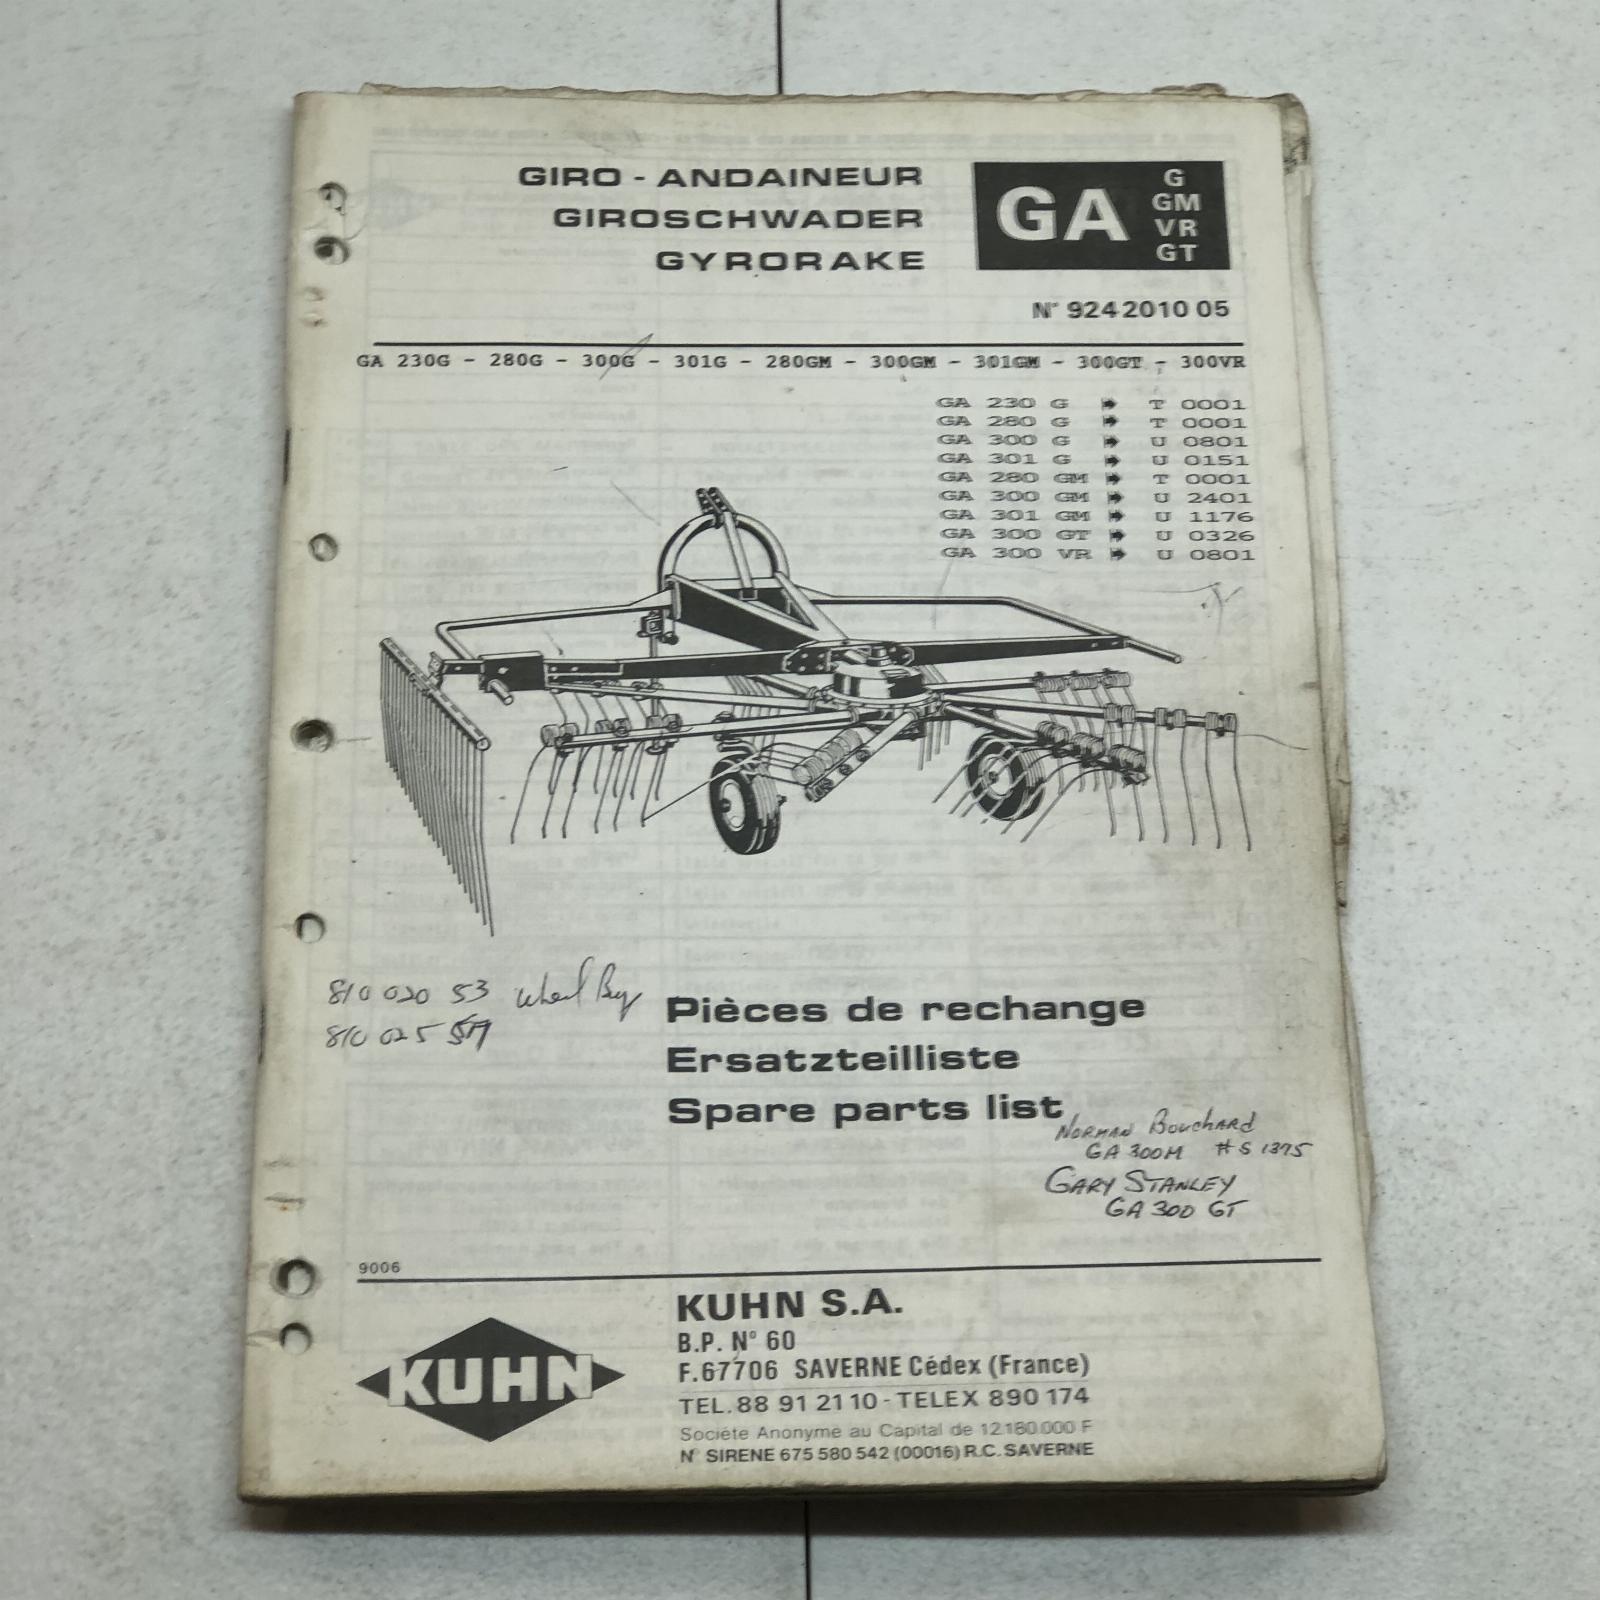 GIRO - ANDAINEUR
GIROSCHWADER
GYRORAKE
GA
G
GM
VR
GT
N° 924 2010 05
GA 230G - 280G - 300G - 301G - 280GM - 300GM - 301GM - 300GT - 300VR
GA 230 G ➡ T 0001
GA 280 G ➡ T 0001
GA 300 G ➡ U 0801
GA 301 G ➡ U 0151
GA 280 GM ➡ T 0001
GA 300 GM ➡ U 2401
GA 301 GM ➡ U 1176
GA 300 GT ➡ U 0326
GA 300 VR ➡ U 0801
810 020 53 Wheel
810 025
Pièces de rechange
Ersatzteilliste
Spare parts list
NORMAN BOUCHARD
GA 300M # S 1375
GARY STANLEY
GA 300 GT
9006
KUHN
KUHN S.A.
B.P. N° 60
F.67706 SAVERNE Cédex (France)
TEL. 88 91 21 10 - TELEX 890 174
Société Anonyme au Capital de 12.180.000 F
N° SIRENE 675 580 542 (00016) R.C. SAVERNE